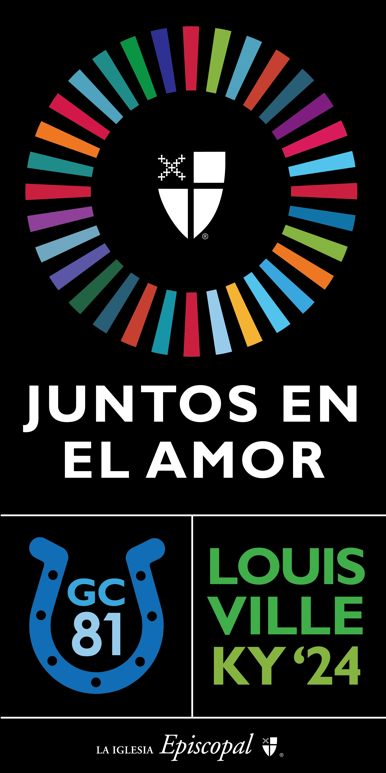 ®
JUNTOS EN
EL AMOR
GC
81
LOUIS
VILLE
KY ‘24
LA IGLESIA Episcopal ®